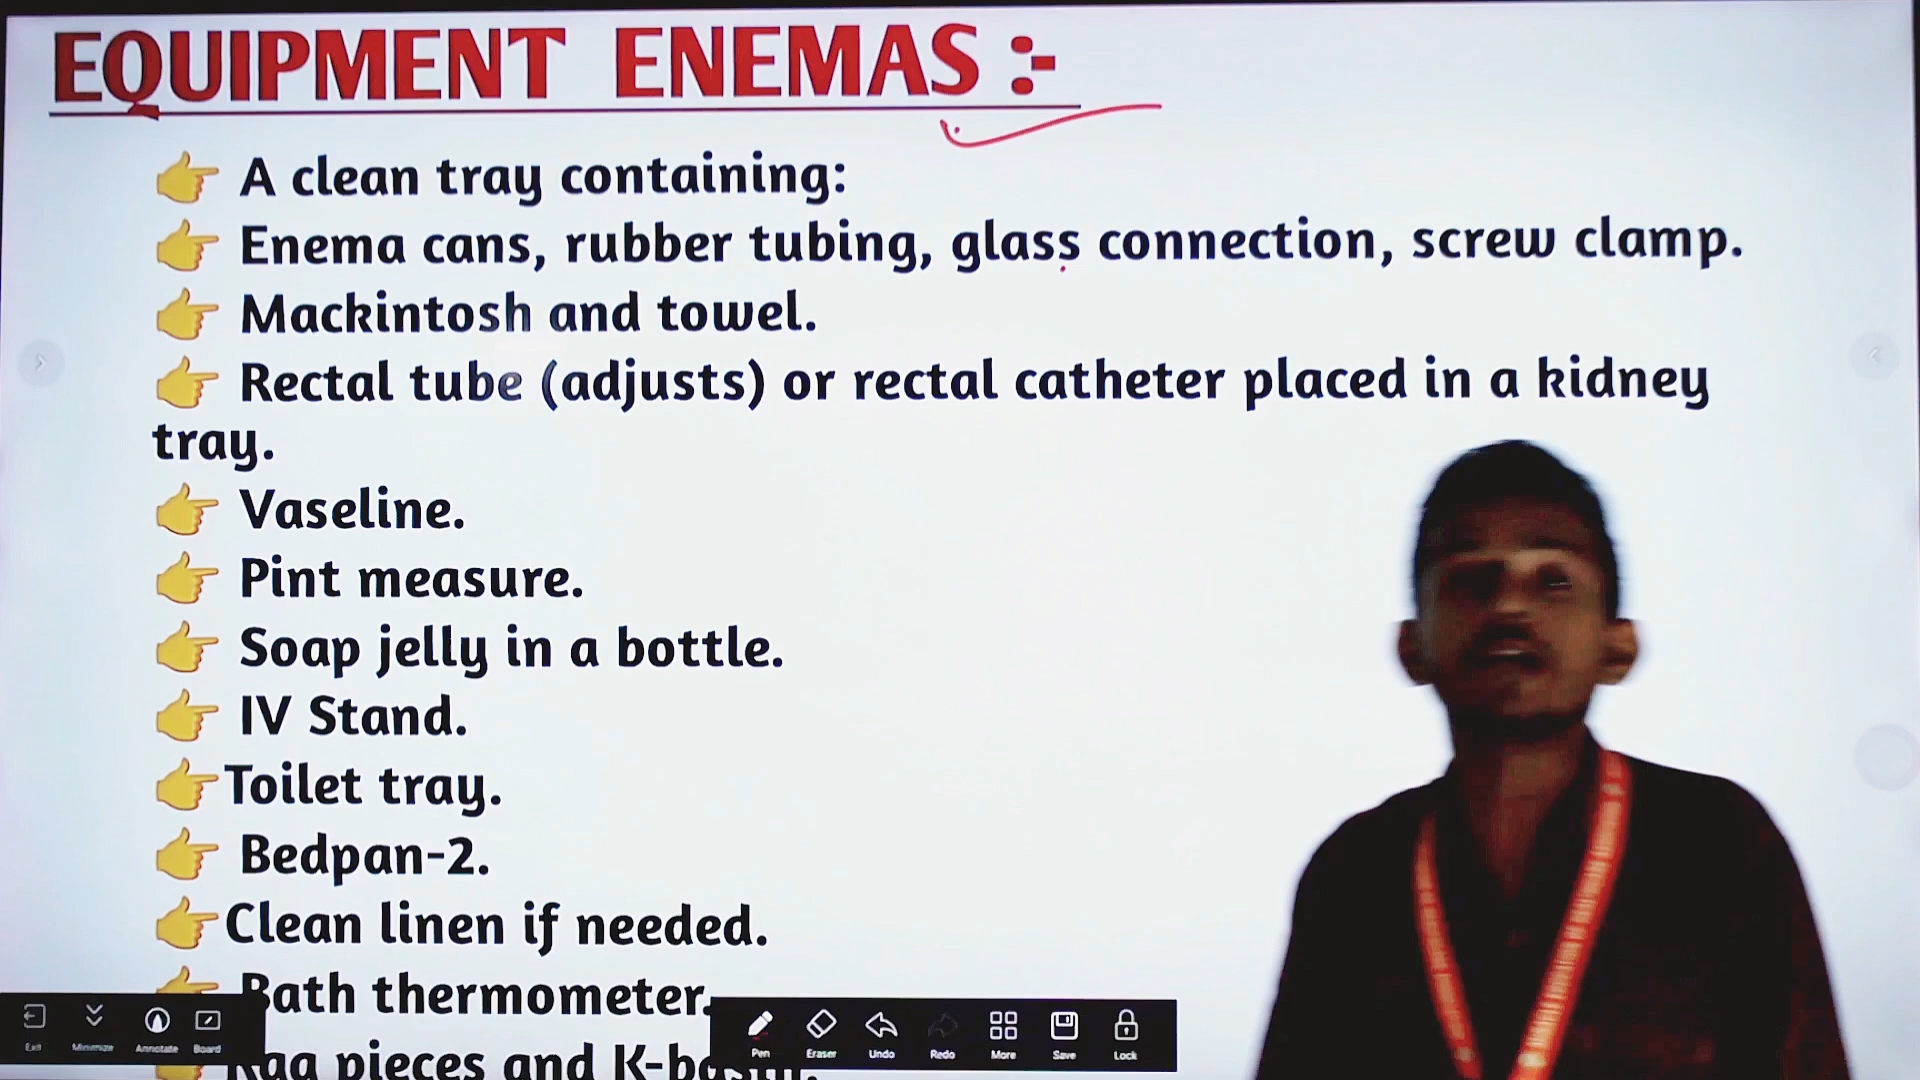 EQUIPMENT ENEMAS :-
👉 A clean tray containing:
👉 Enema cans, rubber tubing, glass connection, screw clamp.
👉 Mackintosh and towel.
👉 Rectal tube (adjusts) or rectal catheter placed in a kidney
tray.
👉 Vaseline.
👉 Pint measure.
👉 Soap jelly in a bottle.
👉 IV Stand.
👉Toilet tray.
👉 Bedpan-2.
👉Clean linen if needed.
👉 Bath thermometer.
👉 Rag pieces and K-basin.
Exit Minimize Annotate Board
Pen Eraser Undo Redo More Save Lock